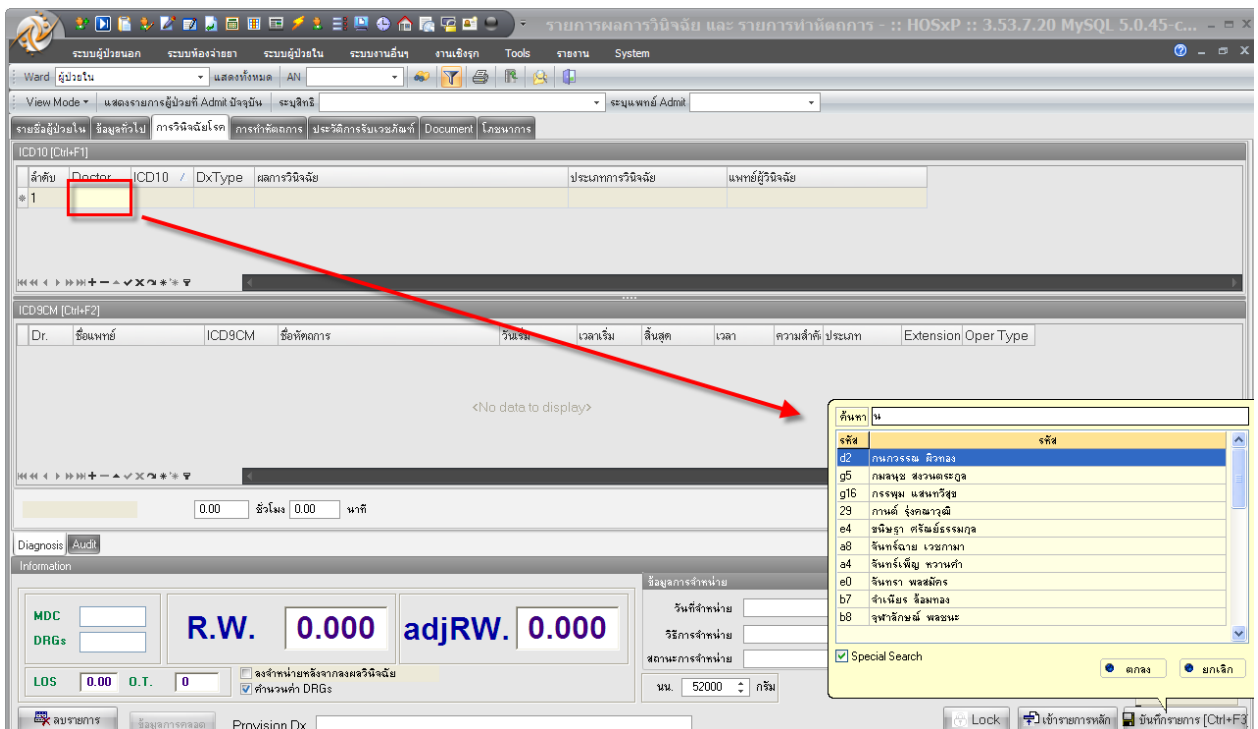 รายการผลการวินิจฉัย และ รายการทำหัตถการ - :: HOSxP :: 3.53.7.20 MySQL 5.0.45-c...
ระบบผู้ป่วยนอก ระบบห้องจ่ายยา ระบบผู้ป่วยใน ระบบงานอื่นๆ งานเชิงรุก Tools รายงาน System
Ward ผู้ป่วยใน แสดงทั้งหมด AN
View Mode แสดงรายการผู้ป่วยที่ Admit ปัจจุบัน ระบุสิทธิ ระบุแพทย์ Admit
รายชื่อผู้ป่วยใน ข้อมูลทั่วไป การวินิจฉัยโรค การทำหัตถการ ประวัติการรับเวชภัณฑ์ Document โภชนาการ
ICD10 [Ctrl+F1]
ลำดับ Doctor ICD10 DxType ผลการวินิจฉัย ประเภทการวินิจฉัย แพทย์ผู้วินิจฉัย
1
ICD9CM [Ctrl+F2]
Dr. ชื่อแพทย์ ICD9CM ชื่อหัตถการ วันเริ่ม เวลาเริ่ม สิ้นสุด เวลา ความสำคั ประเภท Extension Oper Type
<No data to display>
0.00 ชั่วโมง 0.00 นาที
Diagnosis Audit
Information
MDC
DRGs
R.W. 0.000 adjRW. 0.000
LOS 0.00 O.T. 0
ลงจำหน่ายหลังจากลงผลวินิจฉัย
คำนวนค่า DRGs
ข้อมูลการจำหน่าย
วันที่จำหน่าย
วิธีการจำหน่าย
สถานะการจำหน่าย
นน. 52000 กรัม
ค้นหา น
รหัส รหัส
d2 กนกวรรณ ผิวทอง
g5 กมลนุช สงวนตระกูล
g16 กรรพุม แสนทวีสุข
29 กานต์ รุ่งคณาวุฒิ
e4 ชนิษฐา ศรัณย์ธรรมกุล
a8 จันทร์ฉาย เวชกามา
a4 จันทร์เพ็ญ หวานคำ
e0 จันทรา พลสมัคร
b7 จำเนียร ล้อมทอง
b8 จุฬาลักษณ์ พลชนะ
Special Search
ตกลง ยกเลิก
ลบรายการ ข้อมูลการคลอด Provision Dx Lock เข้ารายการหลัก บันทึกรายการ [Ctrl+F3